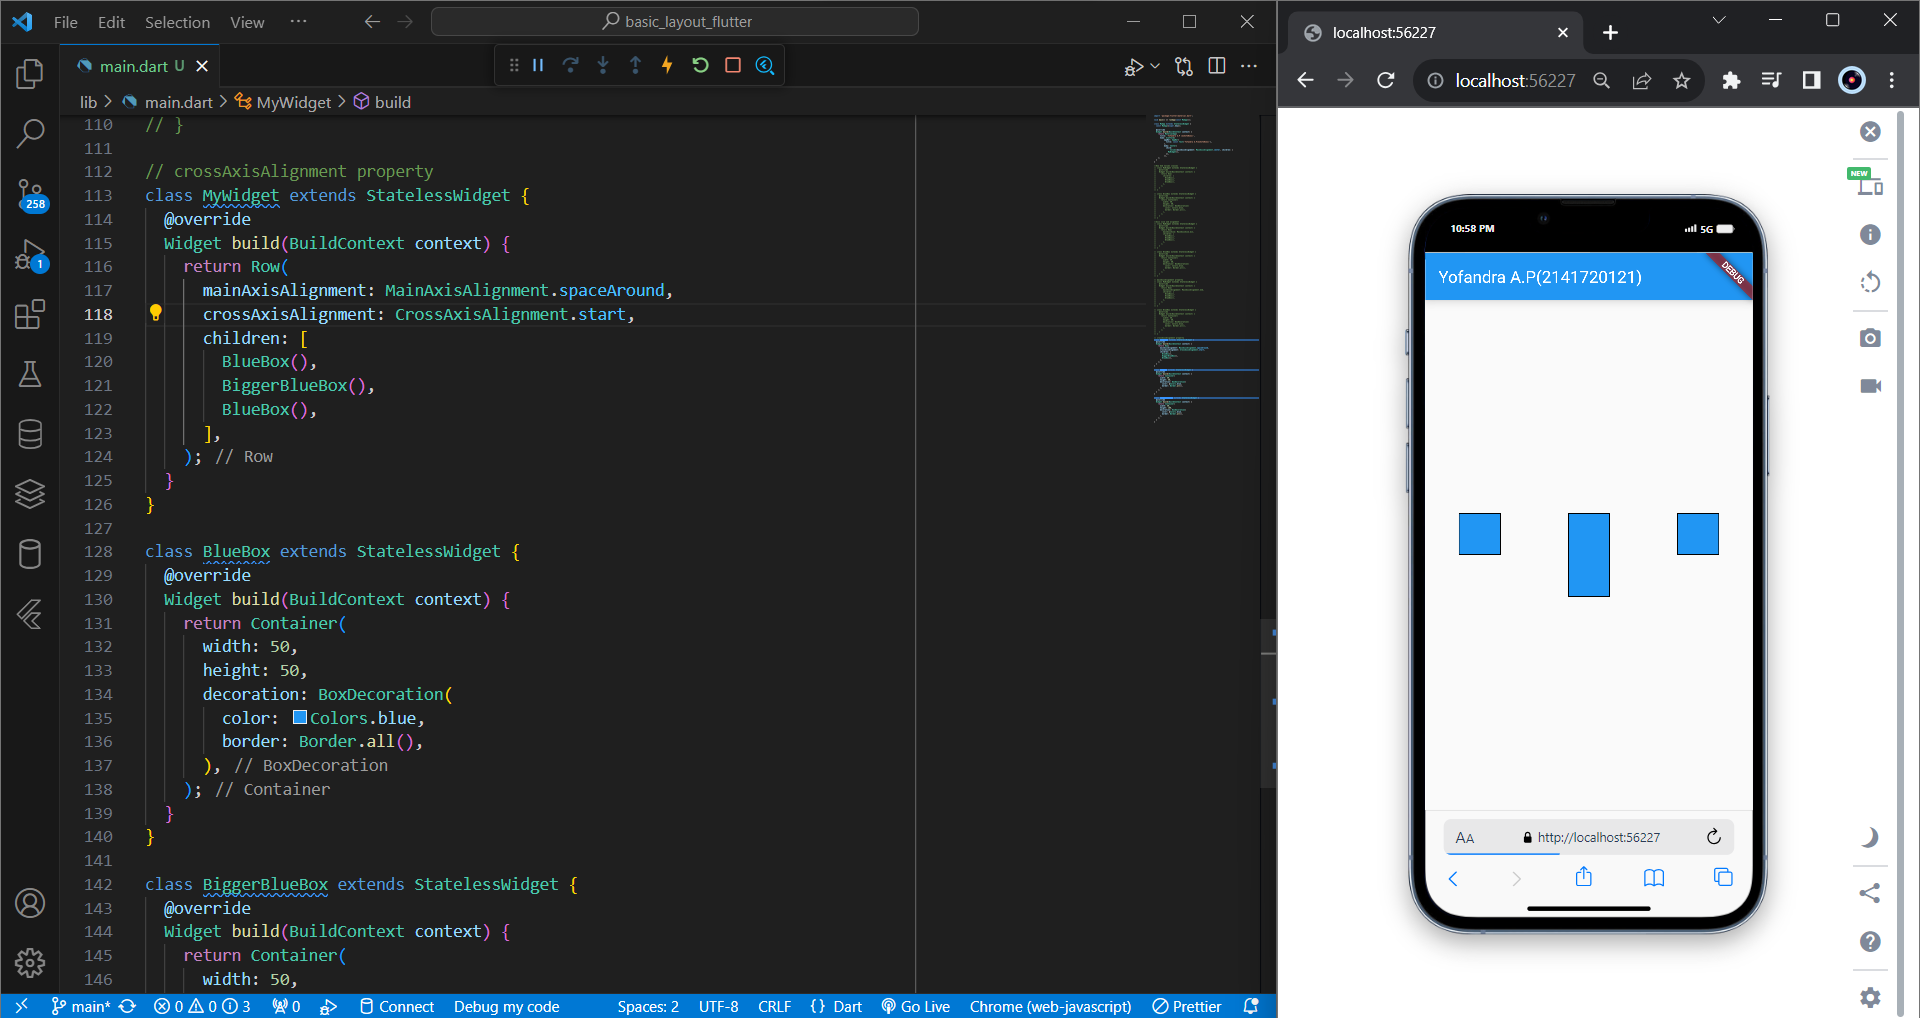 File Edit Selection View ··· basic_layout_flutter
main.dart U
lib > main.dart > MyWidget > build
110 // }
111
112 // crossAxisAlignment property
113 class MyWidget extends StatelessWidget {
114 @override
115 Widget build(BuildContext context) {
116 return Row(
117 mainAxisAlignment: MainAxisAlignment.spaceAround,
118 crossAxisAlignment: CrossAxisAlignment.start,
119 children: [
120 BlueBox(),
121 BiggerBlueBox(),
122 BlueBox(),
123 ],
124 ); // Row
125 }
126 }
127
128 class BlueBox extends StatelessWidget {
129 @override
130 Widget build(BuildContext context) {
131 return Container(
132 width: 50,
133 height: 50,
134 decoration: BoxDecoration(
135 color: Colors.blue,
136 border: Border.all(),
137 ), // BoxDecoration
138 ); // Container
139 }
140 }
141
142 class BiggerBlueBox extends StatelessWidget {
143 @override
144 Widget build(BuildContext context) {
145 return Container(
146 width: 50,
258
1
main* 0 0 3 0 Connect Debug my code Spaces: 2 UTF-8 CRLF {} Dart Go Live Chrome (web-javascript) Prettier
localhost:56227
localhost:56227
NEW
10:58 PM 5G
Yofandra A.P(2141720121)
DEBUG
AA http://localhost:56227